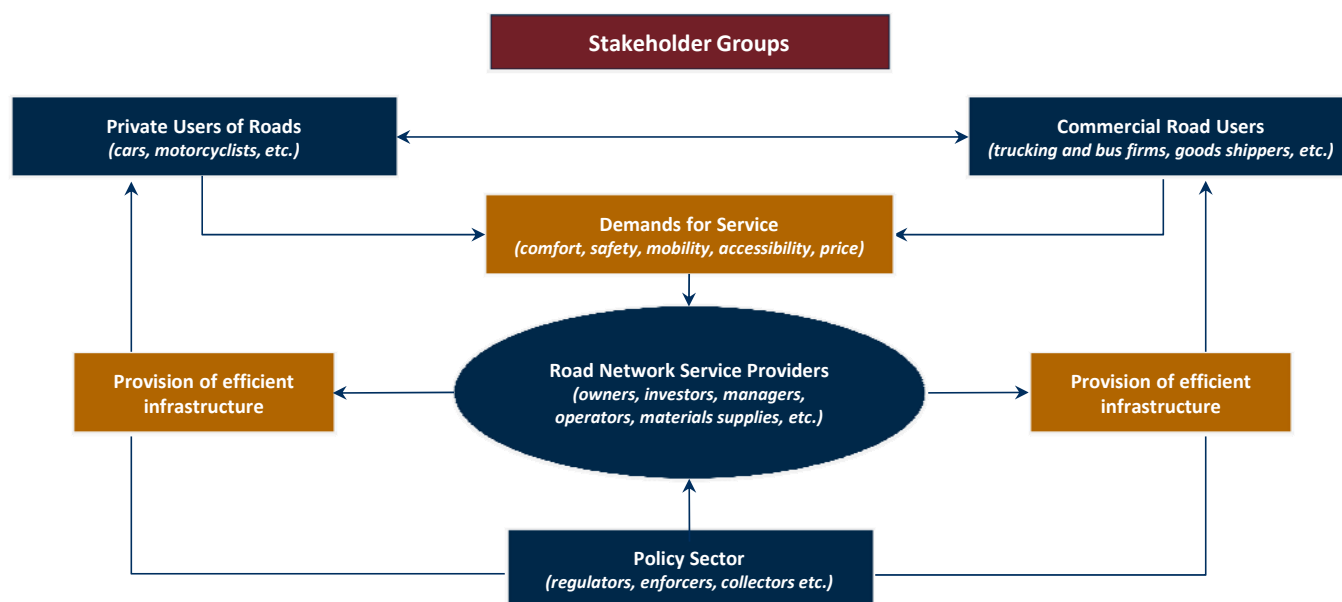 Stakeholder Groups
Private Users of Roads
(cars, motorcyclists, etc.)
Commercial Road Users
(trucking and bus firms, goods shippers, etc.)
Demands for Service
(comfort, safety, mobility, accessibility, price)
Provision of efficient
infrastructure
Road Network Service Providers
(owners, investors, managers,
operators, materials supplies, etc.)
Provision of efficient
infrastructure
Policy Sector
(regulators, enforcers, collectors etc.)